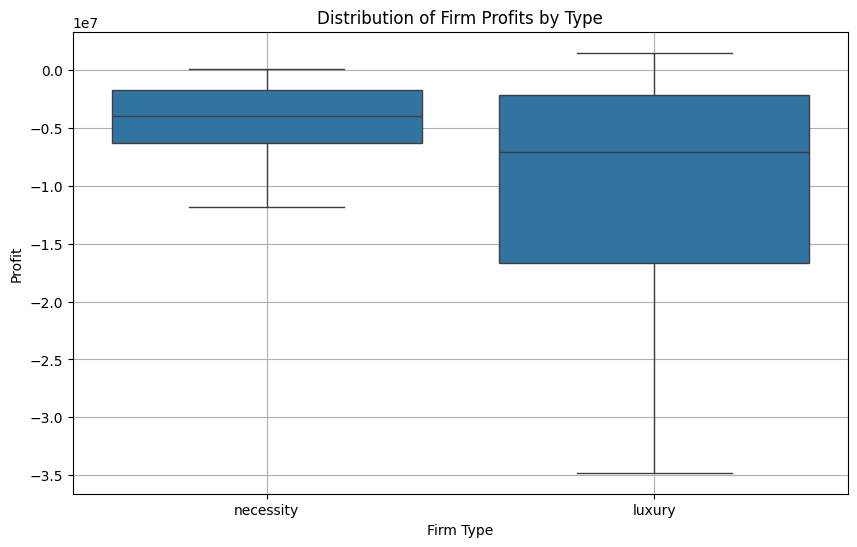 Distribution of Firm Profits by Type
1e7
0.0
−0.5
−1.0
−1.5
−2.0
−2.5
−3.0
−3.5
Profit
necessity
luxury
Firm Type